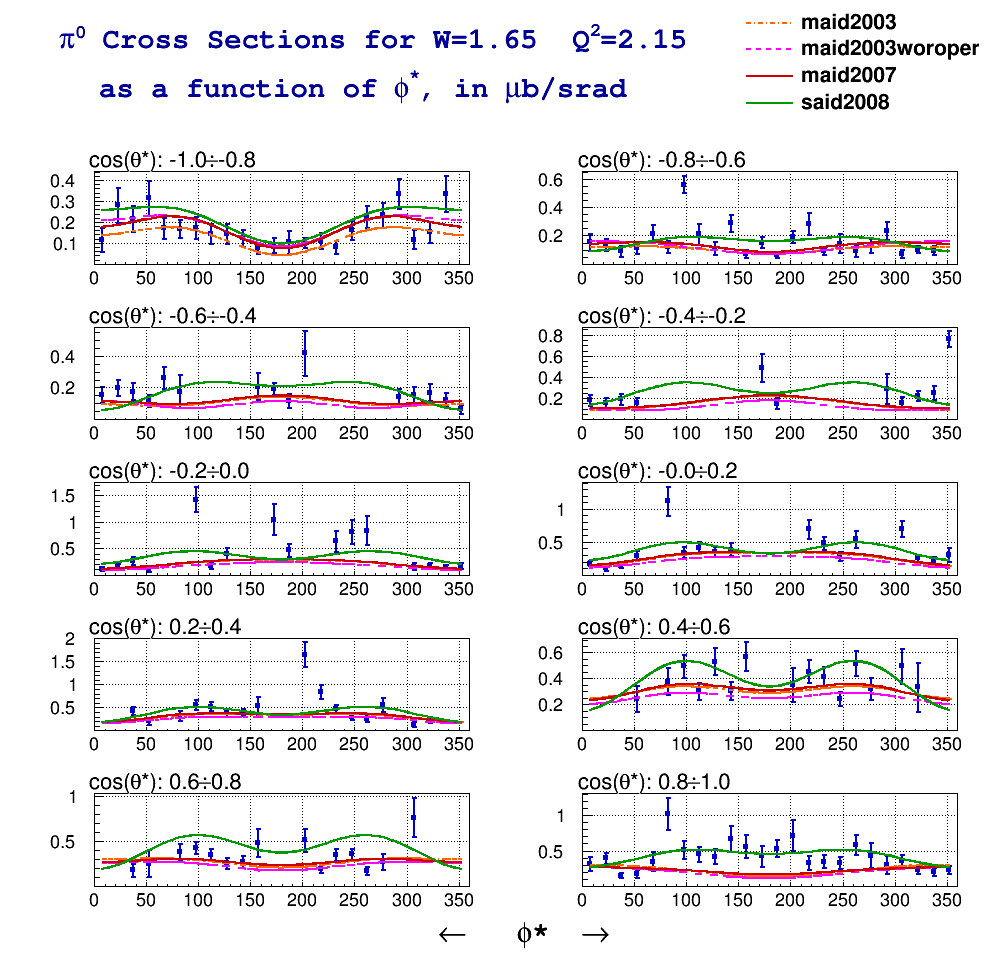 π⁰ Cross Sections for W=1.65 Q²=2.15
as a function of ϕ*, in μb/srad
maid2003
maid2003woroper
maid2007
said2008
cos(θ*): -1.0÷-0.8
0.4
0.3
0.2
0.1
0 50 100 150 200 250 300 350
cos(θ*): -0.8÷-0.6
0.6
0.4
0.2
0 50 100 150 200 250 300 350
cos(θ*): -0.6÷-0.4
0.4
0.2
0 50 100 150 200 250 300 350
cos(θ*): -0.4÷-0.2
0.8
0.6
0.4
0.2
0 50 100 150 200 250 300 350
cos(θ*): -0.2÷0.0
1.5
1
0.5
0 50 100 150 200 250 300 350
cos(θ*): -0.0÷0.2
1
0.5
0 50 100 150 200 250 300 350
cos(θ*): 0.2÷0.4
2
1.5
1
0.5
0 50 100 150 200 250 300 350
cos(θ*): 0.4÷0.6
0.6
0.4
0.2
0 50 100 150 200 250 300 350
cos(θ*): 0.6÷0.8
1
0.5
0 50 100 150 200 250 300 350
cos(θ*): 0.8÷1.0
1
0.5
0 50 100 150 200 250 300 350
← ϕ* →